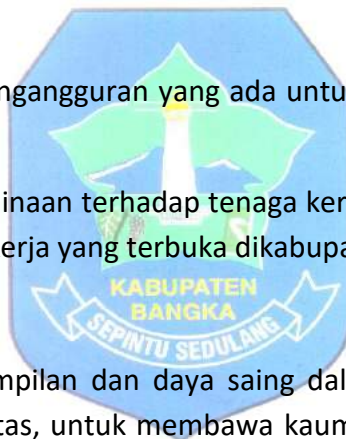 ngangguran yang ada untu
inaan terhadap tenaga ker
erja yang terbuka dikabupa
KABUPATEN
BANGKA
SEPINTU SEDULANG
mpilan dan daya saing dal
tas, untuk membawa kaum